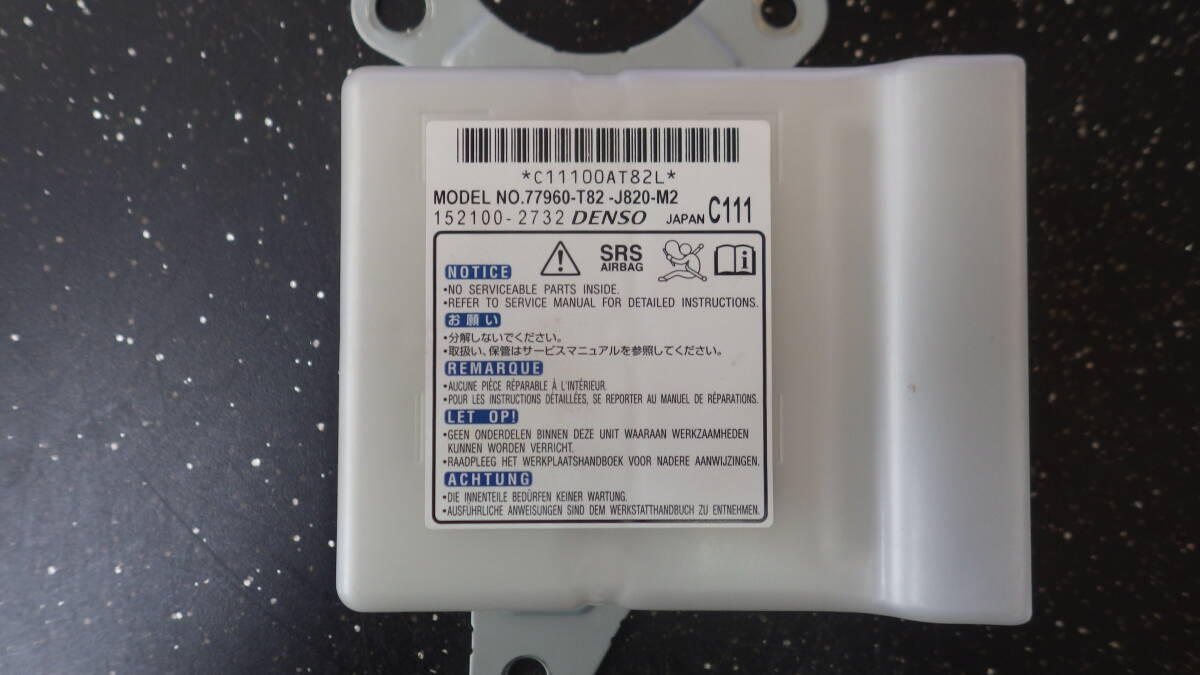 *C11100AT82L*
MODEL NO.77960-T82 -J820-M2
152100-2732 DENSO JAPAN C111
SRS
AIRBAG
NOTICE
•NO SERVICEABLE PARTS INSIDE.
•REFER TO SERVICE MANUAL FOR DETAILED INSTRUCTIONS.
お願い
•分解しないでください。
•取扱い、保管はサービスマニュアルを参照してください。
REMARQUE
•AUCUNE PIÈCE RÉPARABLE À L'INTÉRIEUR.
•POUR LES INSTRUCTIONS DÉTAILLÉES, SE REPORTER AU MANUEL DE RÉPARATIONS.
LET OP!
•GEEN ONDERDELEN BINNEN DEZE UNIT WAARAAN WERKZAAMHEDEN
KUNNEN WORDEN VERRICHT.
•RAADPLEEG HET WERKPLAATSHANDBOEK VOOR NADERE AANWIJZINGEN.
ACHTUNG
•DIE INNENTEILE BEDÜRFEN KEINER WARTUNG.
•AUSFÜHRLICHE ANWEISUNGEN SIND DEM WERKSTATTHANDBUCH ZU ENTNEHMEN.